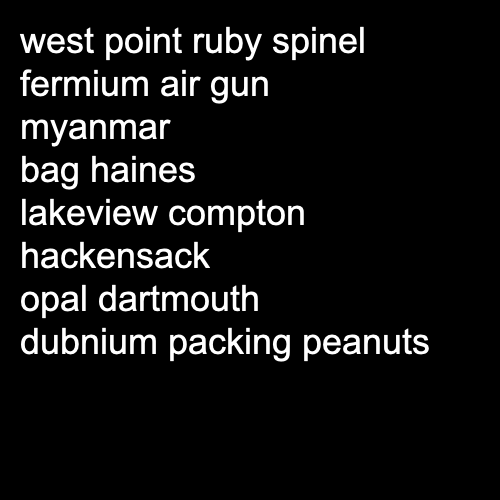 west point ruby spinel
fermium air gun
myanmar
bag haines
lakeview compton
hackensack
opal dartmouth
dubnium packing peanuts